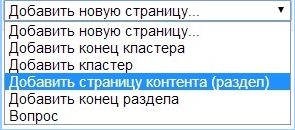 Добавить новую страницу...
Добавить новую страницу...
Добавить конец кластера
Добавить кластер
Добавить страницу контента (раздел)
Добавить конец раздела
Вопрос